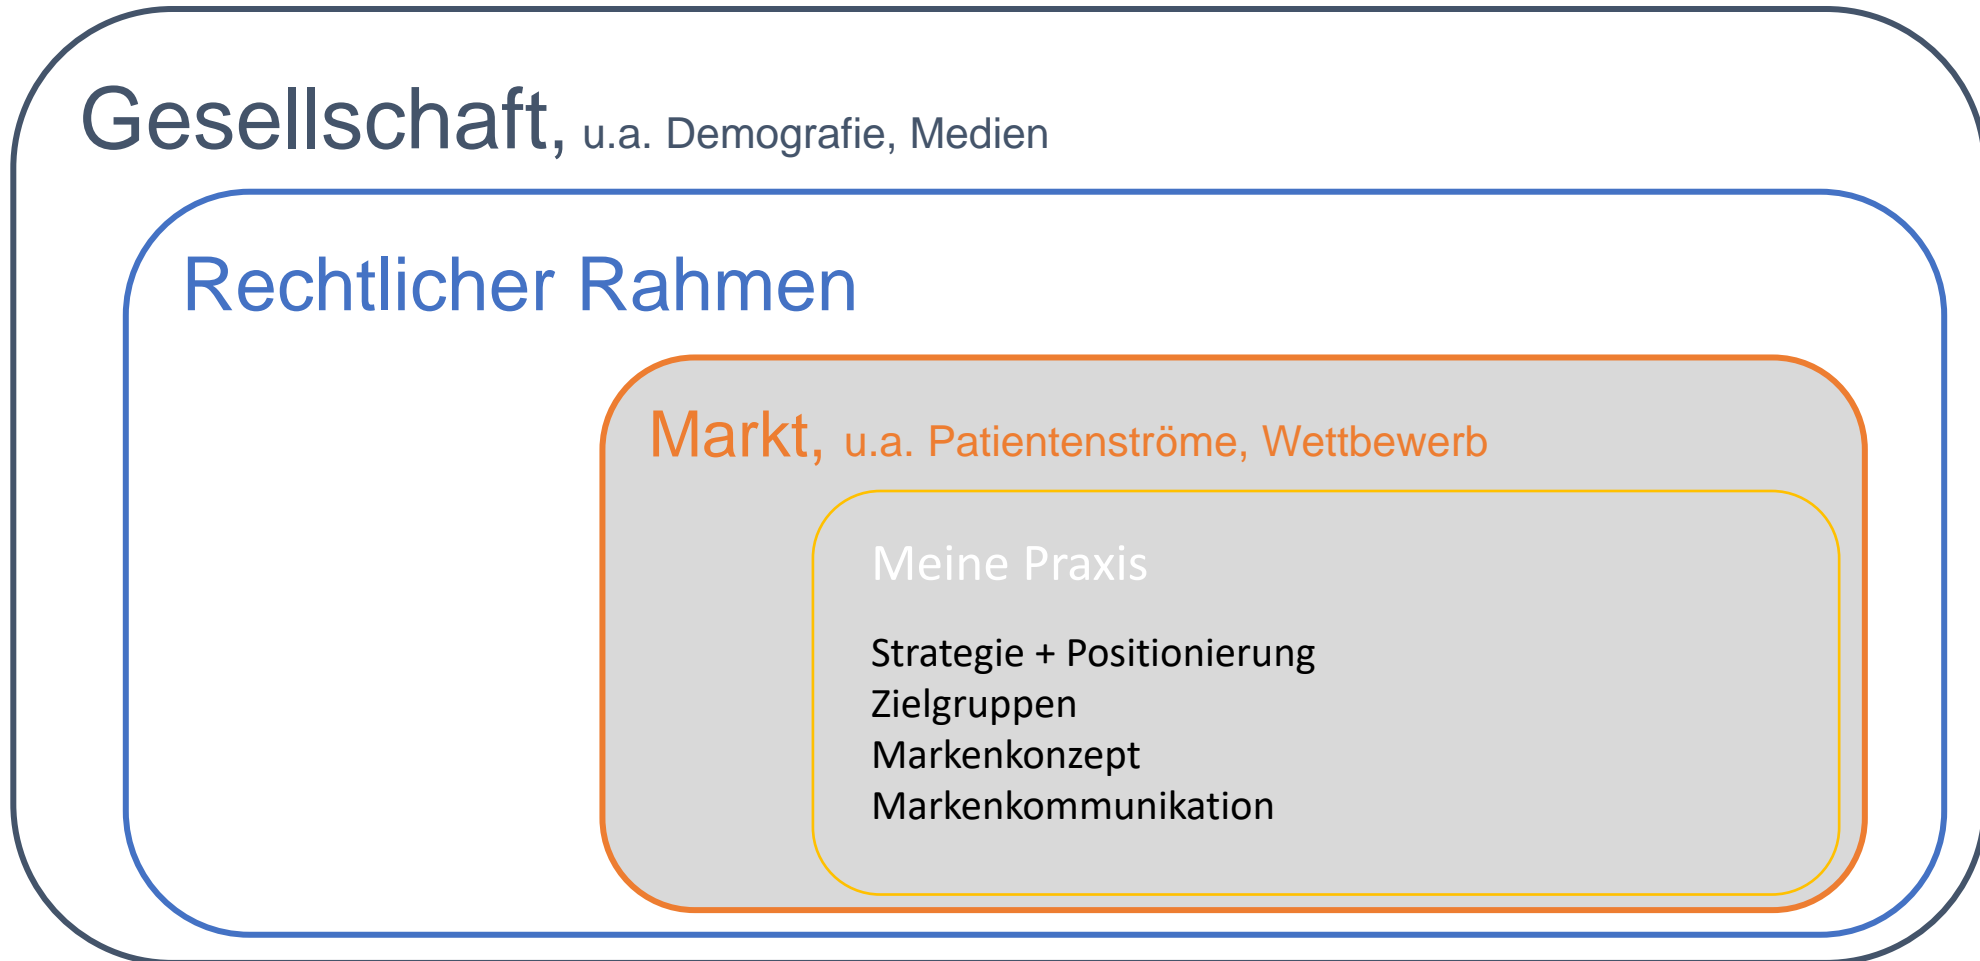 Gesellschaft, u.a. Demografie, Medien
Rechtlicher Rahmen
Markt, u.a. Patientenströme, Wettbewerb
Meine Praxis
Strategie + Positionierung
Zielgruppen
Markenkonzept
Markenkommunikation